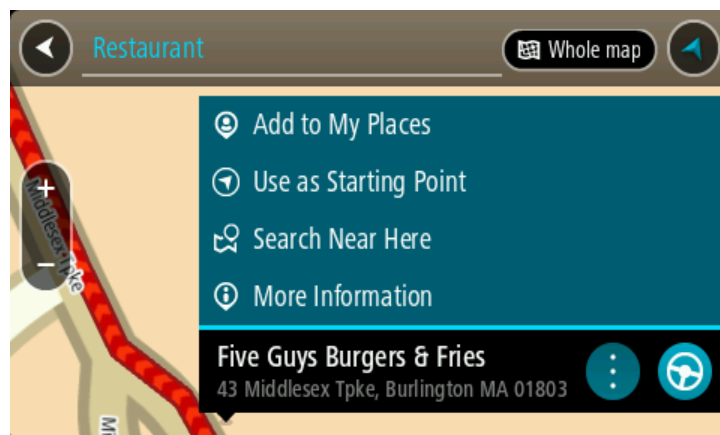 Restaurant
Whole map
Add to My Places
Use as Starting Point
Search Near Here
More Information
+
Middlesex Tpke
−
Five Guys Burgers & Fries
43 Middlesex Tpke, Burlington MA 01803
Mi